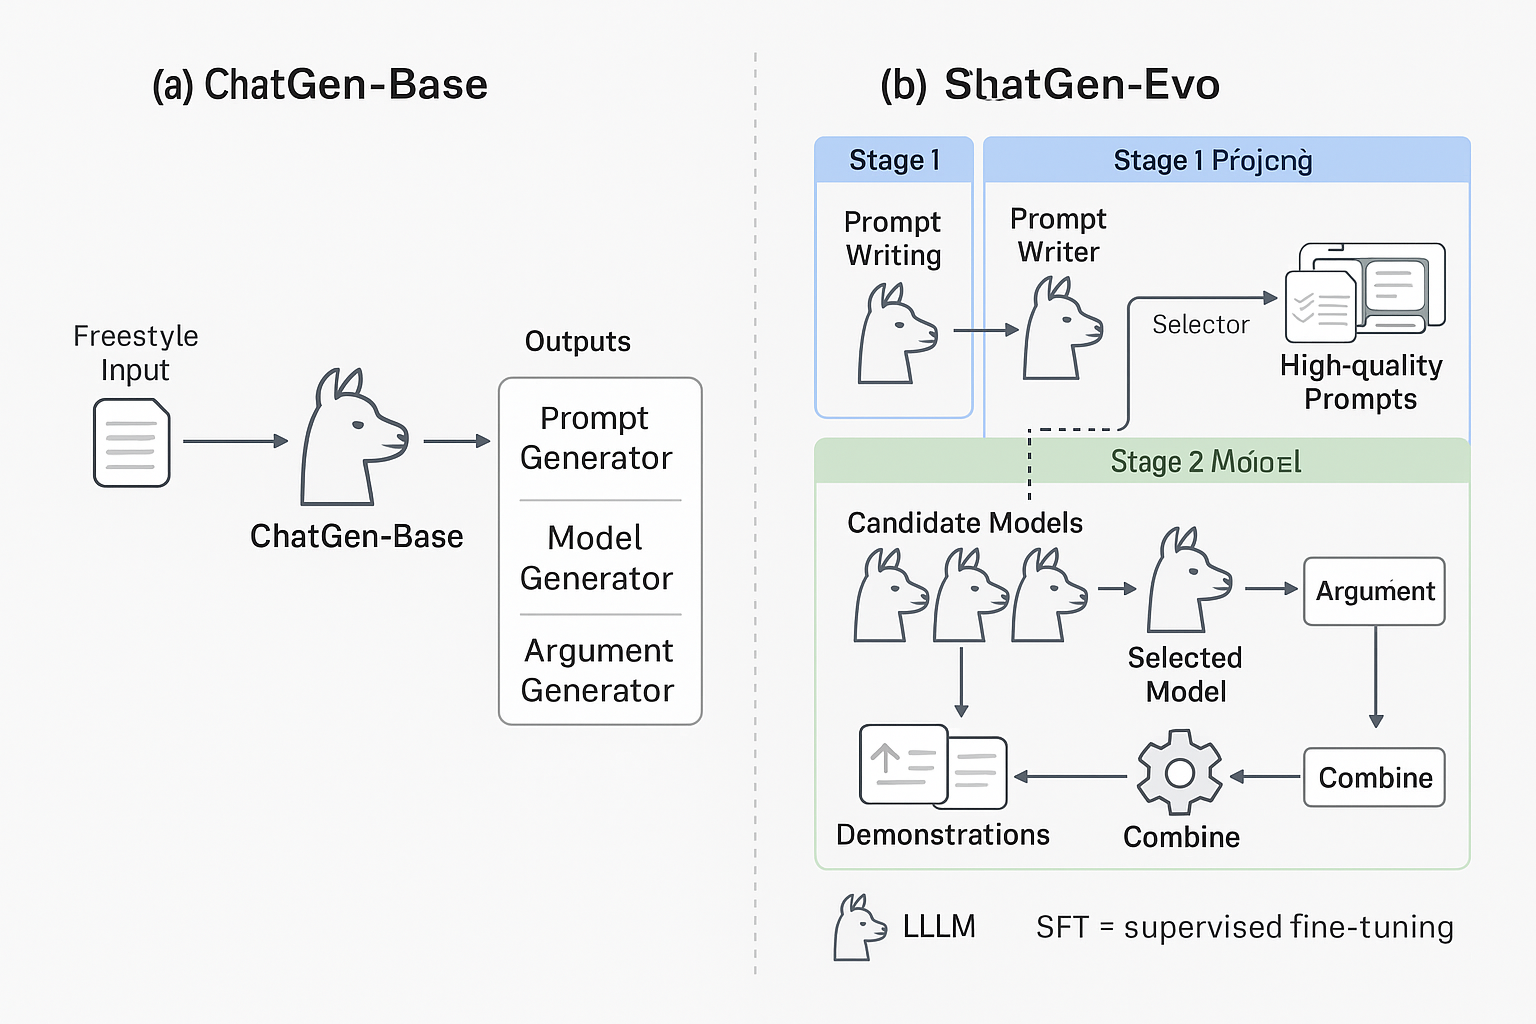 (a) ChatGen-Base
Freestyle
Input
ChatGen-Base
Outputs
Prompt
Generator
Model
Generator
Argument
Generator
(b) ShatGen-Evo
Stage 1
Prompt
Writing
Stage 1
Prompt
Writer
Selector
High-quality
Prompts
Stage 2
Candidate Models
Selected
Model
Argument
Combine
Combine
Demonstrations
LLLM
SFT = supervised fine-tuning